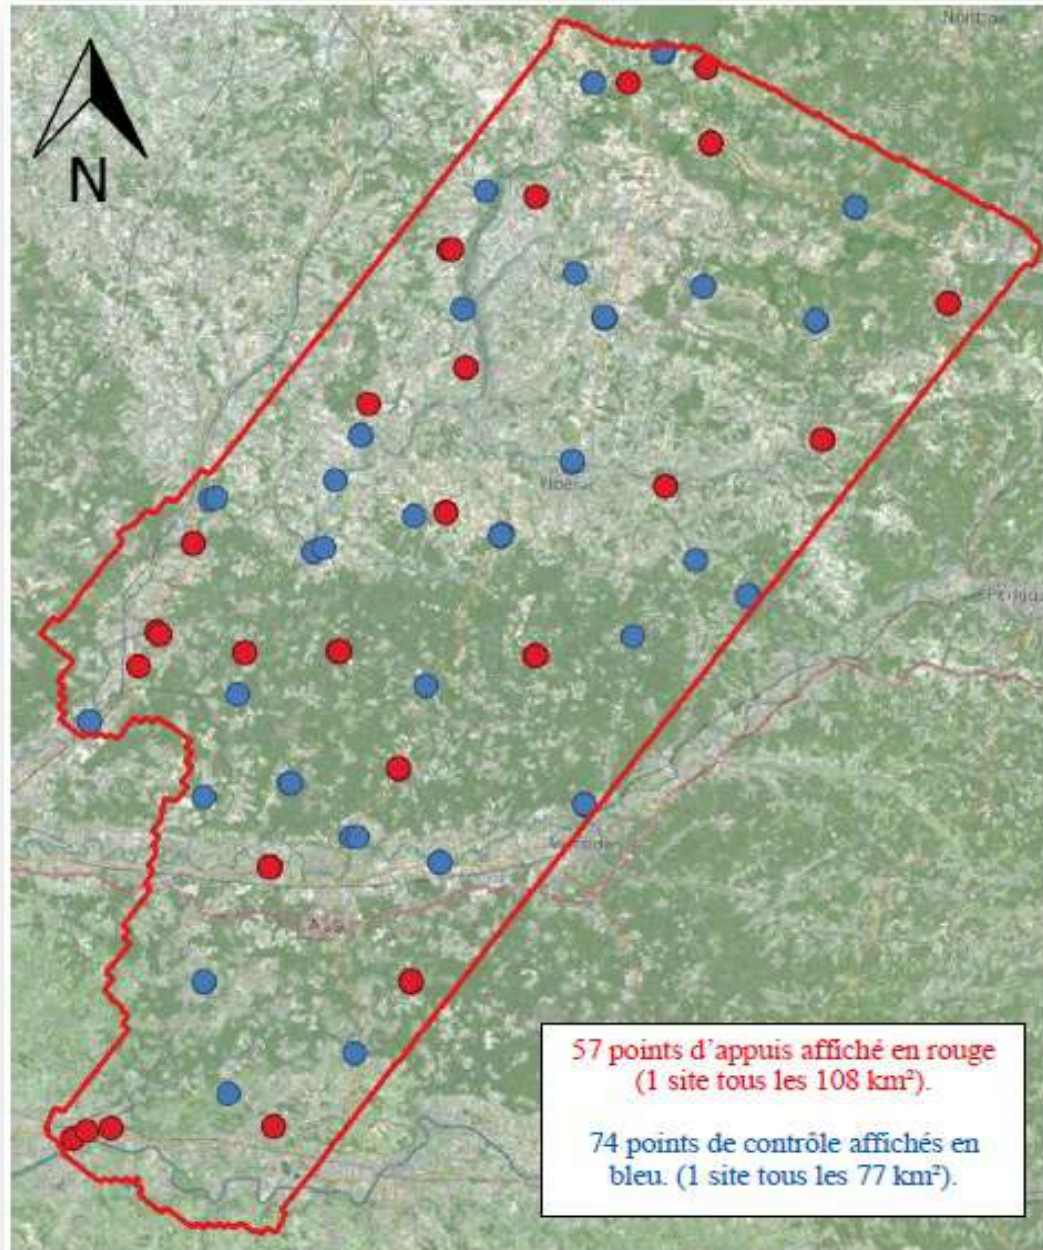 N
57 points d'appuis affiché en rouge
(1 site tous les 108 km²).
74 points de contrôle affichés en
bleu. (1 site tous les 77 km²).